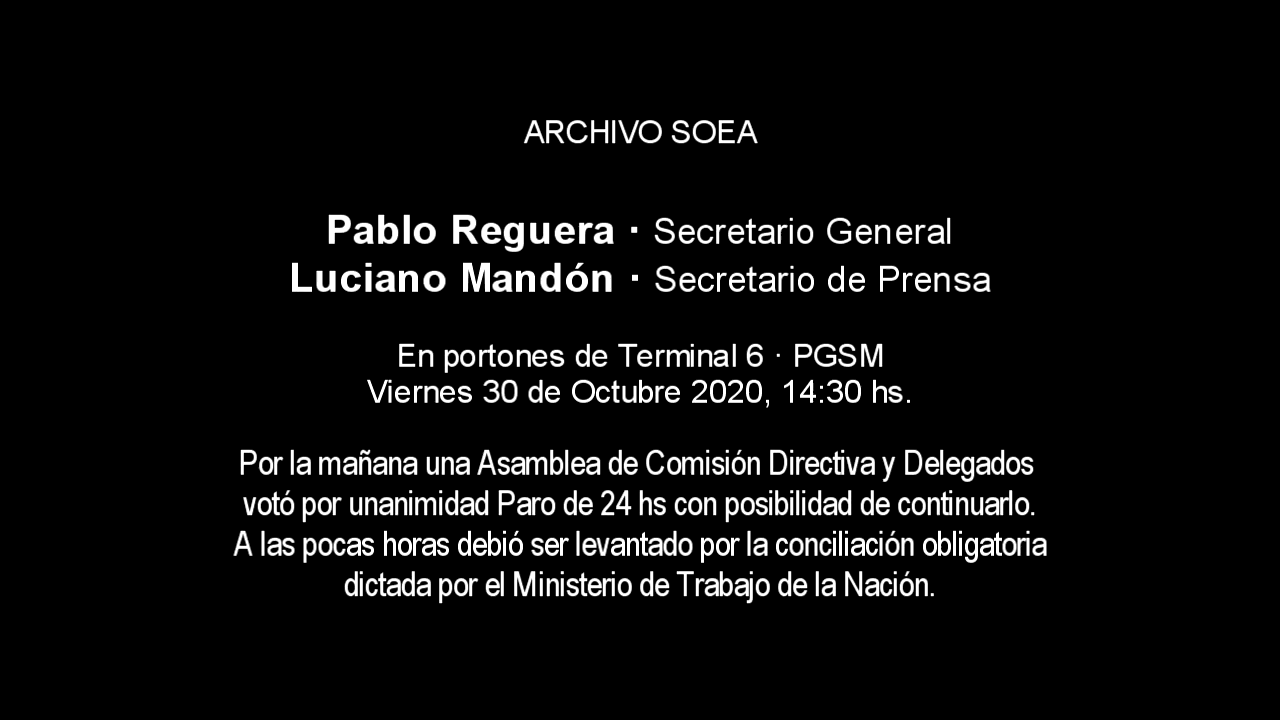 ARCHIVO SOEA
Pablo Reguera · Secretario General
Luciano Mandón · Secretario de Prensa
En portones de Terminal 6 · PGSM
Viernes 30 de Octubre 2020, 14:30 hs.
Por la mañana una Asamblea de Comisión Directiva y Delegados
votó por unanimidad Paro de 24 hs con posibilidad de continuarlo.
A las pocas horas debió ser levantado por la conciliación obligatoria
dictada por el Ministerio de Trabajo de la Nación.